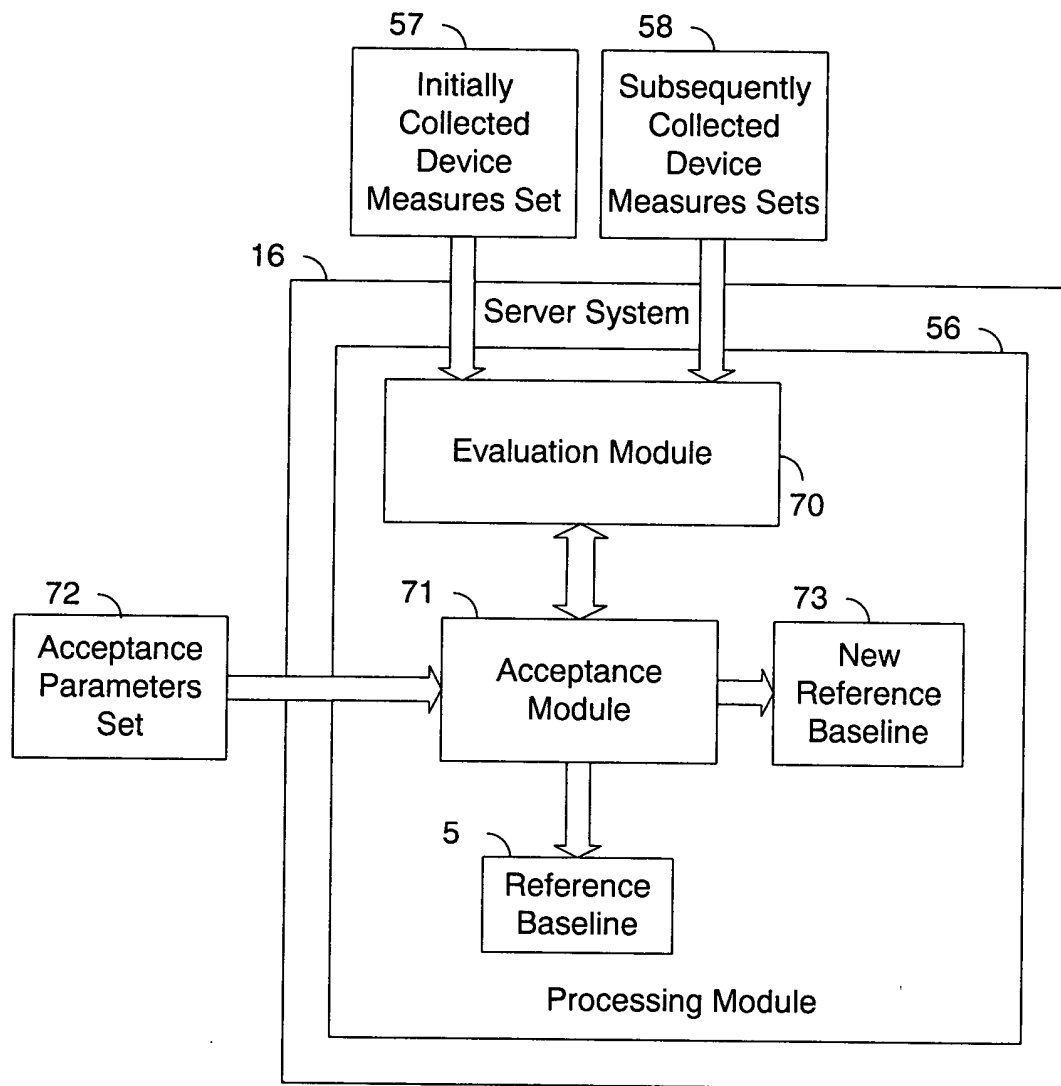 57
58
Initially
Collected
Device
Measures Set
Subsequently
Collected
Device
Measures Sets
16
Server System
56
Evaluation Module
70
72
71
73
Acceptance
Parameters
Set
Acceptance
Module
New
Reference
Baseline
5
Reference
Baseline
Processing Module